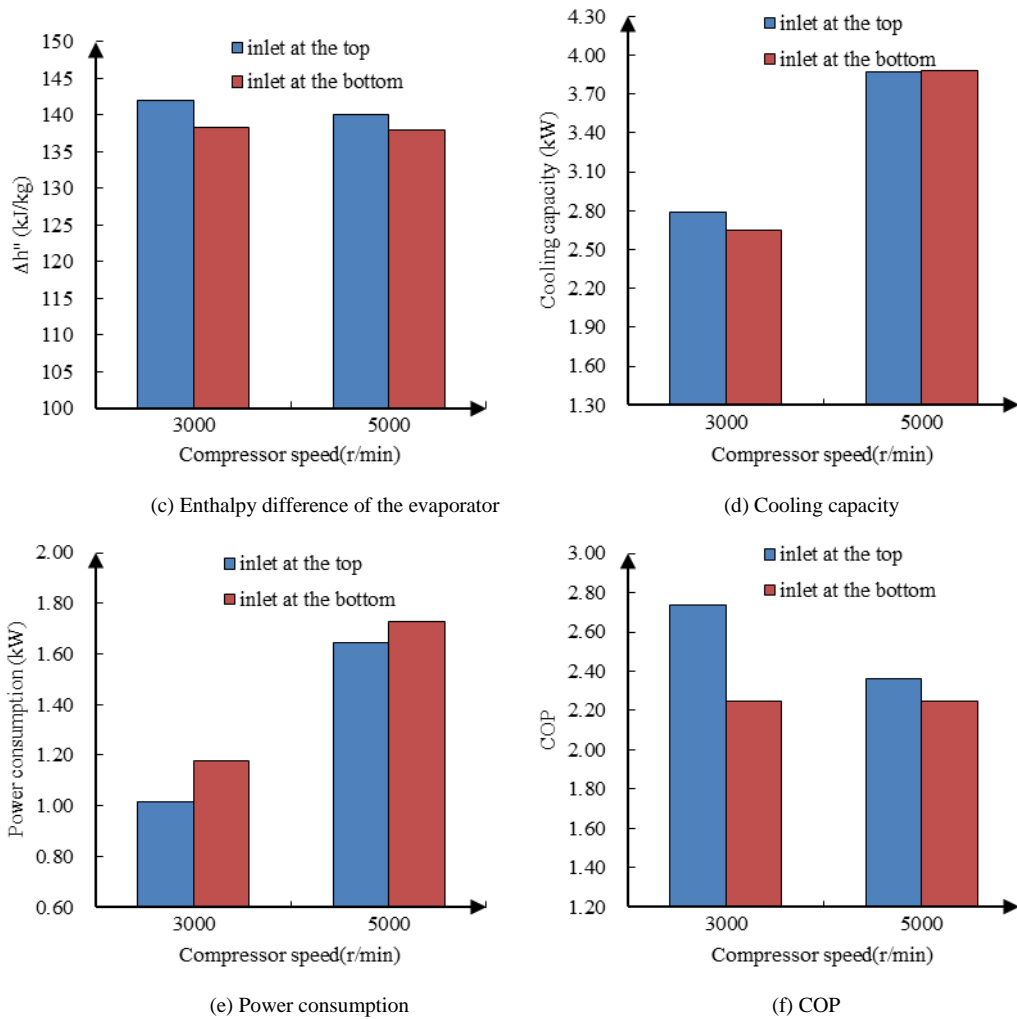 150
145
140
135
130
125
120
115
110
105
100
Δh" (kJ/kg)
inlet at the top
inlet at the bottom
3000
5000
Compressor speed(r/min)
(c) Enthalpy difference of the evaporator
4.30
4.00
3.70
3.40
3.10
2.80
2.50
2.20
1.90
1.60
1.30
Cooling capacity (kW)
inlet at the top
inlet at the bottom
3000
5000
Compressor speed(r/min)
(d) Cooling capacity
2.00
1.80
1.60
1.40
1.20
1.00
0.80
0.60
Power consumption (kW)
inlet at the top
inlet at the bottom
3000
5000
Compressor speed(r/min)
(e) Power consumption
3.00
2.80
2.60
2.40
2.20
2.00
1.80
1.60
1.40
1.20
COP
inlet at the top
inlet at the bottom
3000
5000
Compressor speed(r/min)
(f) COP